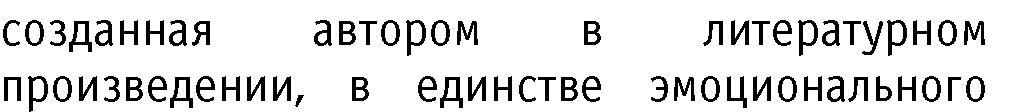 созданная автором в литературном
произведении, в единстве эмоционального